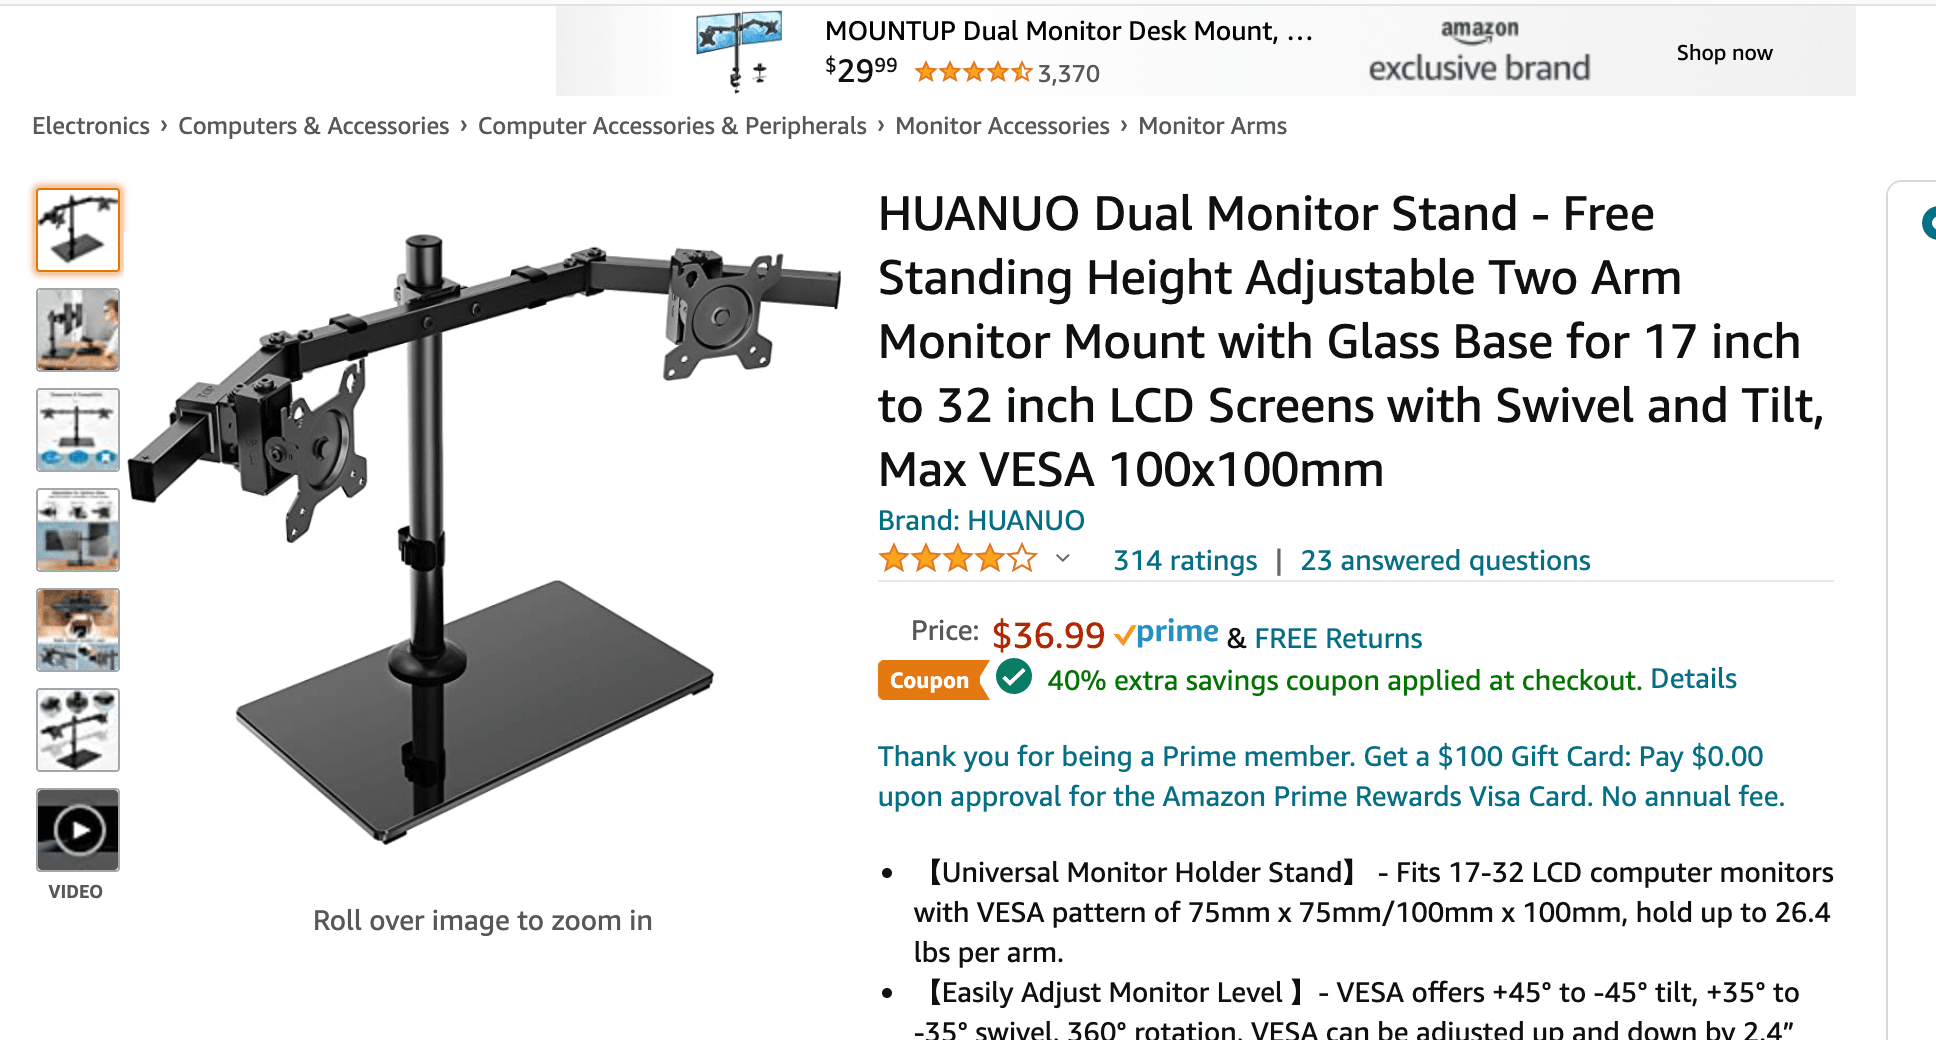 MOUNTUP Dual Monitor Desk Mount, ...
$29⁹⁹ 3,370
amazon
exclusive brand
Shop now
Electronics › Computers & Accessories › Computer Accessories & Peripherals › Monitor Accessories › Monitor Arms
HUANUO Dual Monitor Stand - Free
Standing Height Adjustable Two Arm
Monitor Mount with Glass Base for 17 inch
to 32 inch LCD Screens with Swivel and Tilt,
Max VESA 100x100mm
Brand: HUANUO
314 ratings | 23 answered questions
Price: $36.99 prime & FREE Returns
Coupon 40% extra savings coupon applied at checkout. Details
Thank you for being a Prime member. Get a $100 Gift Card: Pay $0.00
upon approval for the Amazon Prime Rewards Visa Card. No annual fee.
• 【Universal Monitor Holder Stand】 - Fits 17-32 LCD computer monitors
with VESA pattern of 75mm x 75mm/100mm x 100mm, hold up to 26.4
lbs per arm.
• 【Easily Adjust Monitor Level 】- VESA offers +45° to -45° tilt, +35° to
-35° swivel, 360° rotation. VESA can be adjusted up and down by 2.4”
TOP
VIDEO
Roll over image to zoom in